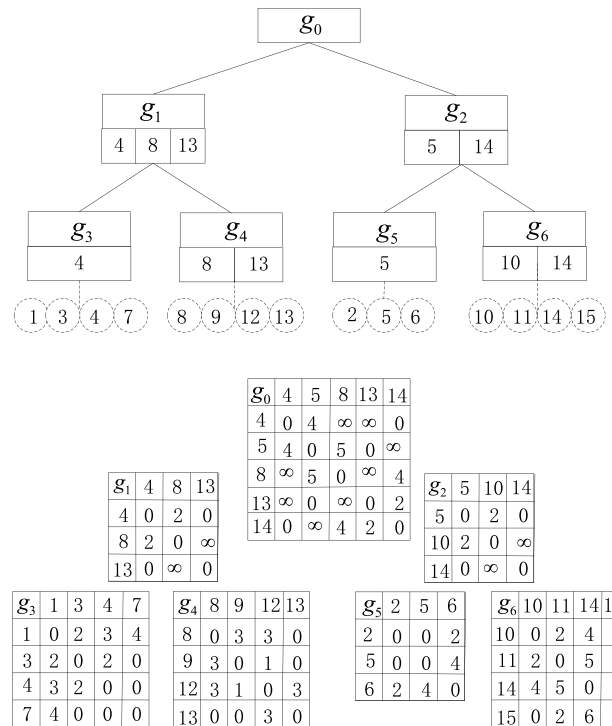 g0
g1
g2
4 8 13
5 14
g3
g4
g5
g6
4
8 13
5
10 14
1 3 4 7 8 9 12 13 2 5 6 10 11 14 15
g0 4 5 8 13 14
4 0 4 ∞ ∞ 0
5 4 0 5 0 ∞
8 ∞ 5 0 ∞ 4
13 ∞ 0 ∞ 0 2
14 0 ∞ 4 2 0
g1 4 8 13
4 0 2 0
8 2 0 ∞
13 0 ∞ 0
g2 5 10 14
5 0 2 0
10 2 0 ∞
14 0 ∞ 0
g3 1 3 4 7
1 0 2 3 4
3 2 0 2 0
4 3 2 0 0
7 4 0 0 0
g4 8 9 12 13
8 0 3 3 0
9 3 0 1 0
12 3 1 0 3
13 0 0 3 0
g5 2 5 6
2 0 0 2
5 0 0 4
6 2 4 0
g6 10 11 14
10 0 2 4
11 2 0 5
14 4 5 0
15 0 2 6